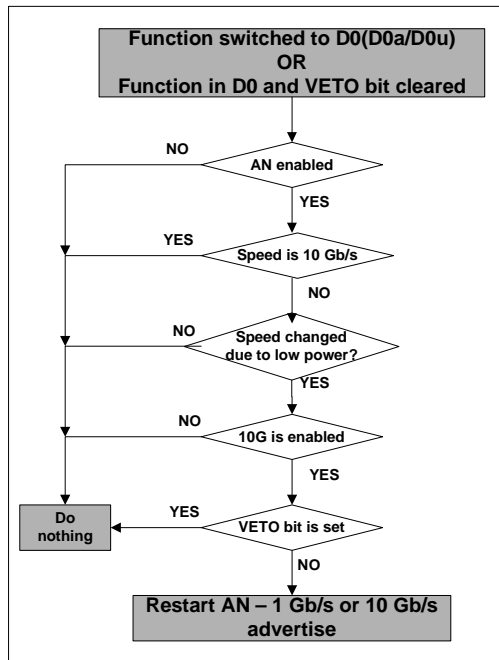 Function switched to D0(D0a/D0u)
OR
Function in D0 and VETO bit cleared
NO
AN enabled
YES
YES
Speed is 10 Gb/s
NO
NO
Speed changed
due to low power?
YES
NO
10G is enabled
YES
Do
nothing
YES
VETO bit is set
NO
Restart AN – 1 Gb/s or 10 Gb/s
advertise